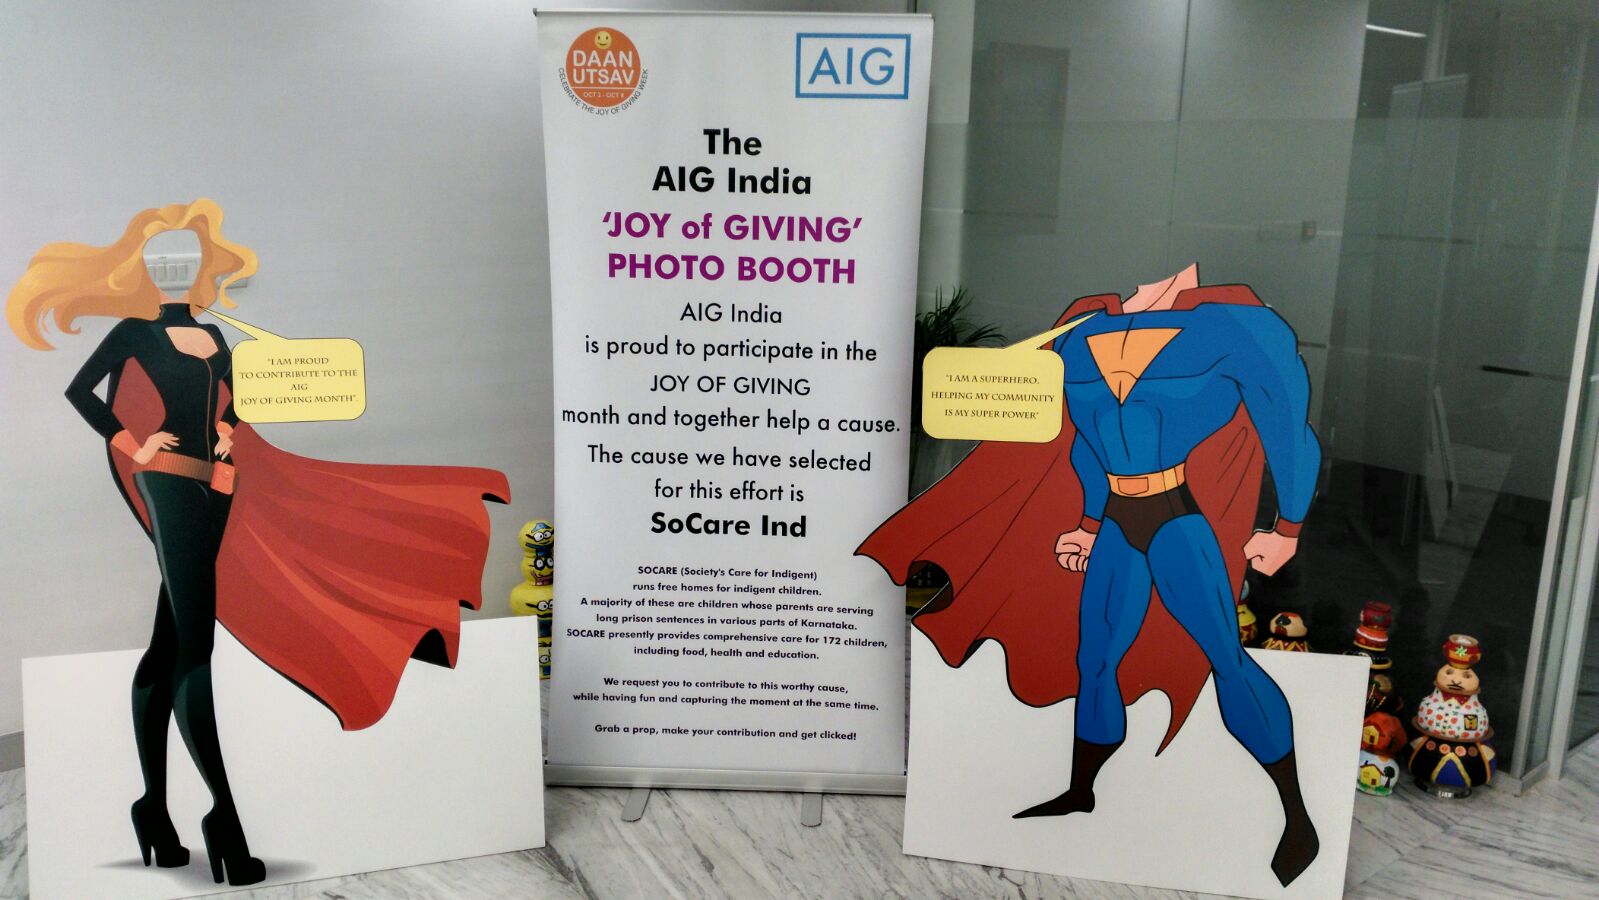 DAAN
UTSAV
OCT 2 - OCT 8
CELEBRATE THE JOY OF GIVING WEEK
AIG
The
AIG India
‘JOY of GIVING’
PHOTO BOOTH
AIG India
is proud to participate in the
JOY OF GIVING
month and together help a cause.
The cause we have selected
for this effort is
SoCare Ind
SOCARE (Society's Care for Indigent)
runs free homes for indigent children.
A majority of these are children whose parents are serving
long prison sentences in various parts of Karnataka.
SOCARE presently provides comprehensive care for 172 children,
including food, health and education.
We request you to contribute to this worthy cause,
while having fun and capturing the moment at the same time.
Grab a prop, make your contribution and get clicked!
"I AM PROUD
TO CONTRIBUTE TO THE
AIG
JOY OF GIVING MONTH".
"I AM A SUPERHERO.
HELPING MY COMMUNITY
IS MY SUPER POWER"